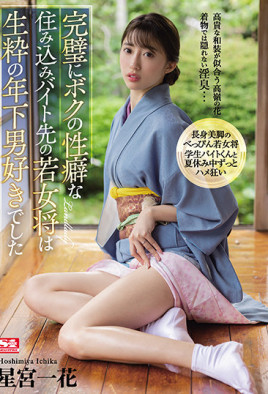 高貴な和装が似合う高嶺の花
着物では隠れない淫臭…
完璧にボクの性癖な
住み込みバイト先の若女将は
生粋の年下男好きでした
長身美脚の
べっぴん若女将
学生バイトくんと
夏休み中ずっと
ハメ狂い
S1
Hoshimiya Ichika
星宮一花